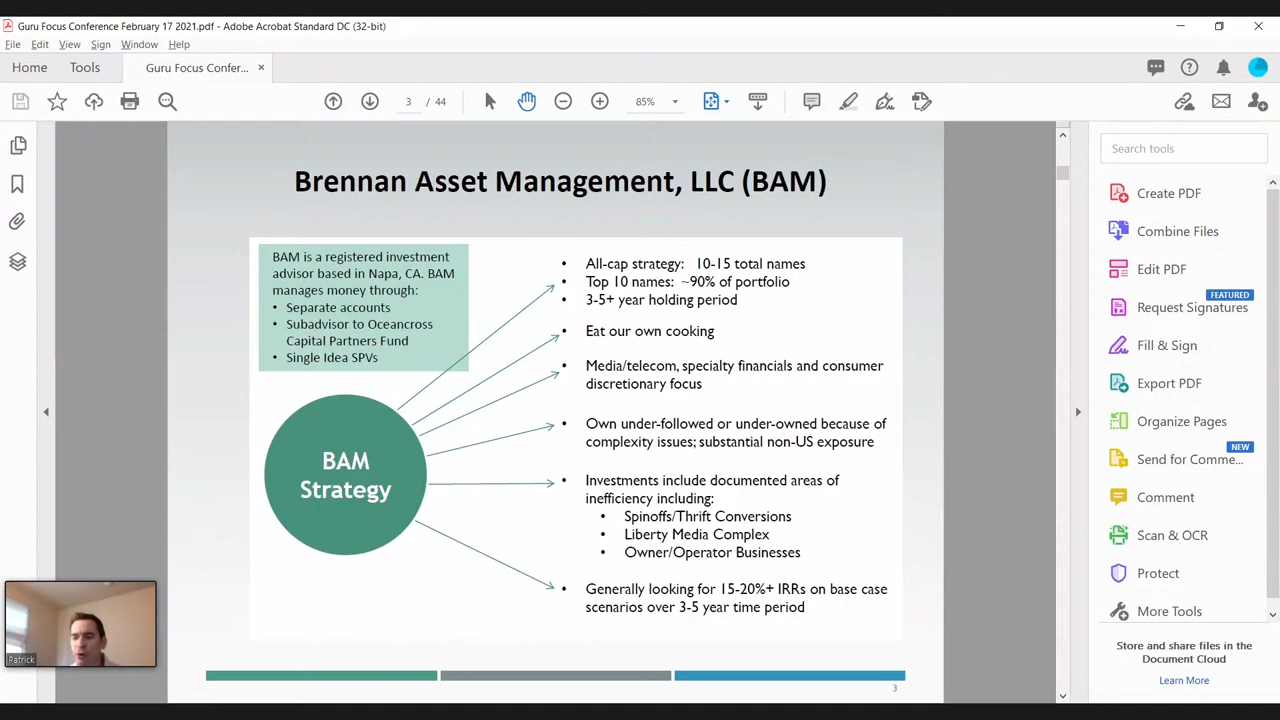 Guru Focus Conference February 17 2021.pdf - Adobe Acrobat Standard DC (32-bit)
File Edit View Sign Window Help
Home Tools Guru Focus Confer...
3 / 44 85%
Brennan Asset Management, LLC (BAM)
BAM is a registered investment
advisor based in Napa, CA. BAM
manages money through:
• Separate accounts
• Subadvisor to Oceancross
Capital Partners Fund
• Single Idea SPVs
BAM
Strategy
• All-cap strategy: 10-15 total names
• Top 10 names: ~90% of portfolio
• 3-5+ year holding period
• Eat our own cooking
• Media/telecom, specialty financials and consumer
discretionary focus
• Own under-followed or under-owned because of
complexity issues; substantial non-US exposure
• Investments include documented areas of
inefficiency including:
• Spinoffs/Thrift Conversions
• Liberty Media Complex
• Owner/Operator Businesses
• Generally looking for 15-20%+ IRRs on base case
scenarios over 3-5 year time period
3
Patrick
Search tools
Create PDF
Combine Files
Edit PDF
FEATURED
Request Signatures
Fill & Sign
Export PDF
Organize Pages
NEW
Send for Comme...
Comment
Scan & OCR
Protect
More Tools
Store and share files in the
Document Cloud
Learn More